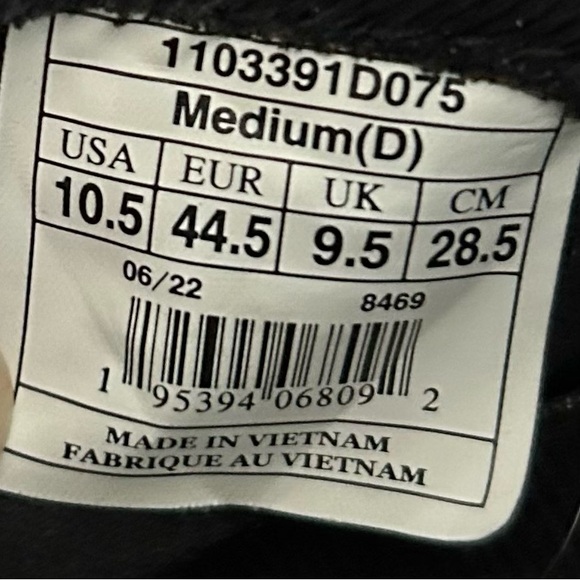 1103391D075
Medium(D)
USA EUR UK CM
10.5 44.5 9.5 28.5
06/22 8469
1 95394 06809 2
MADE IN VIETNAM
FABRIQUE AU VIETNAM